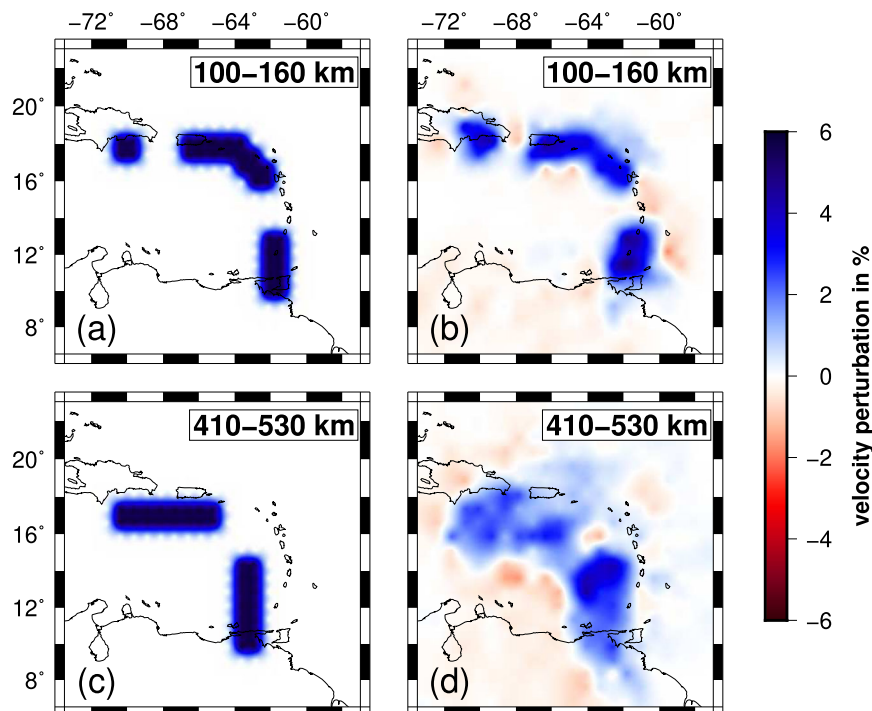 −72° −68° −64° −60° −72° −68° −64° −60°
100−160 km 100−160 km
20°
16°
12°
8°
(a) (b)
410−530 km 410−530 km
20°
16°
12°
8°
(c) (d)
6
4
2
0
−2
−4
−6
velocity perturbation in %